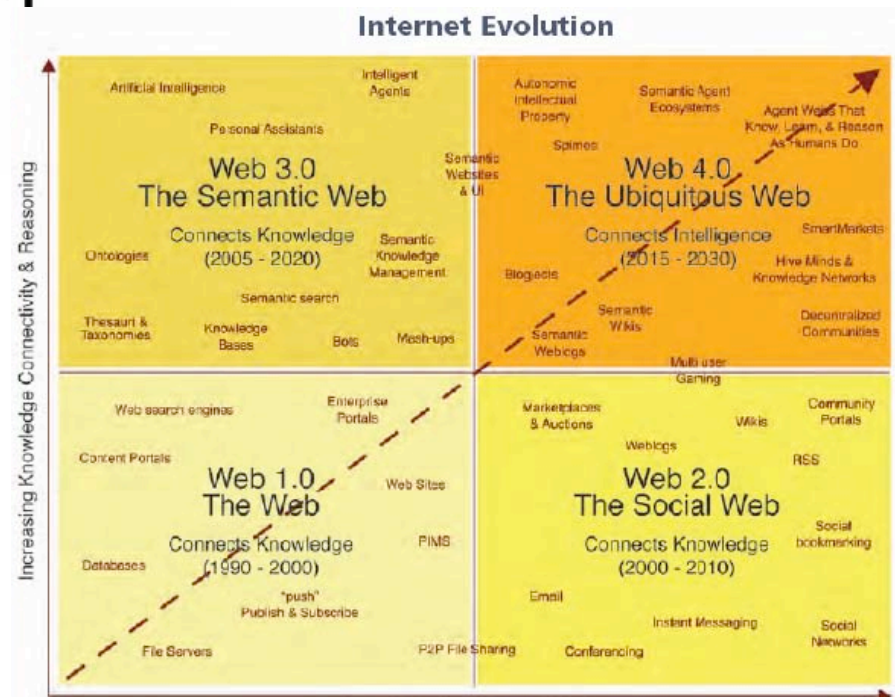 Internet Evolution
Increasing Knowledge Connectivity & Reasoning
Artificial Intelligence
Intelligent
Agents
Personal Assistants
Web 3.0
The Semantic Web
Connects Knowledge
(2005 - 2020)
Ontologies
Semantic
Knowledge
Management
Semantic search
Thesauri &
Taxonomies
Knowledge
Bases
Bots
Mash-ups
Semantic
Websites
& UI
Autonomic
Intellectual
Property
Semantic Agent
Ecosystems
Agent Webs That
Know, Learn, & Reason
As Humans Do
Spimes
Web 4.0
The Ubiquitous Web
Connects Intelligence
(2015 - 2030)
SmartMarkets
Blogjects
Hive Minds &
Knowledge Networks
Semantic
Wikis
Decentralized
Communities
Semantic
Weblogs
Multi user
Gaming
Web search engines
Enterprise
Portals
Content Portals
Web 1.0
The Web
Web Sites
Connects Knowledge
(1990 - 2000)
PIMS
Databases
"push"
Publish & Subscribe
File Servers
P2P File Sharing
Marketplaces
& Auctions
Wikis
Community
Portals
Weblogs
RSS
Web 2.0
The Social Web
Connects Knowledge
(2000 - 2010)
Social
bookmarking
Email
Instant Messaging
Conferencing
Social
Networks